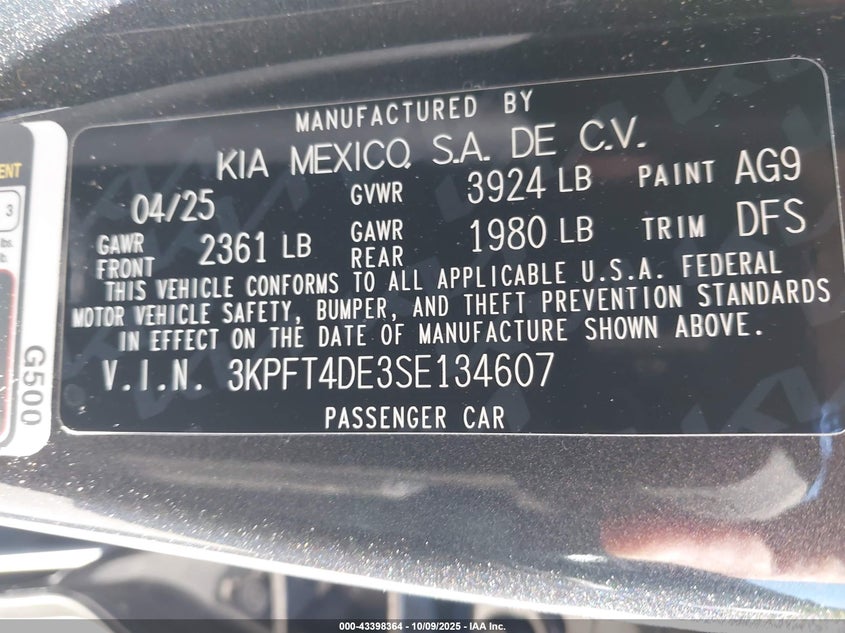 MANUFACTURED BY
KIA MEXICO, S.A. DE C.V.
04/25 GVWR 3924 LB PAINT AG9
GAWR FRONT 2361 LB GAWR REAR 1980 LB TRIM DFS
THIS VEHICLE CONFORMS TO ALL APPLICABLE U.S.A. FEDERAL
MOTOR VEHICLE SAFETY, BUMPER, AND THEFT PREVENTION STANDARDS
IN EFFECT ON THE DATE OF MANUFACTURE SHOWN ABOVE.
V.I.N. 3KPFT4DE3SE134607
PASSENGER CAR
3
lbs.
G500
000-43398364 - 10/09/2025 - IAA Inc.